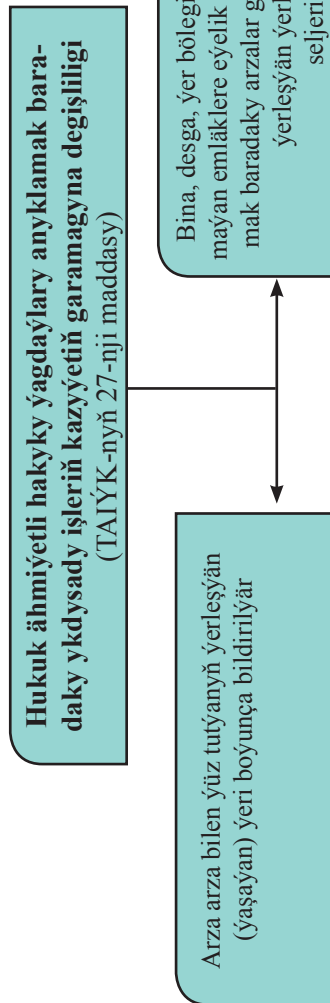 Hukuk ähmiýetli hakyky ýagdaýlary anyklamak bara-
daky ykdysady işleriň kazyýetiň garamagyna degişliligi
(TAIÝK-nyň 27-nji maddasy)
Arza arza bilen ýüz tutýanyň ýerleşýän
(ýaşaýan) ýeri boýunça bildirilýär
Bina, desga, ýer bölegi
maýan emläklere eýelik
mak baradaky arzalar g
ýerleşýän ýerl
seljeri